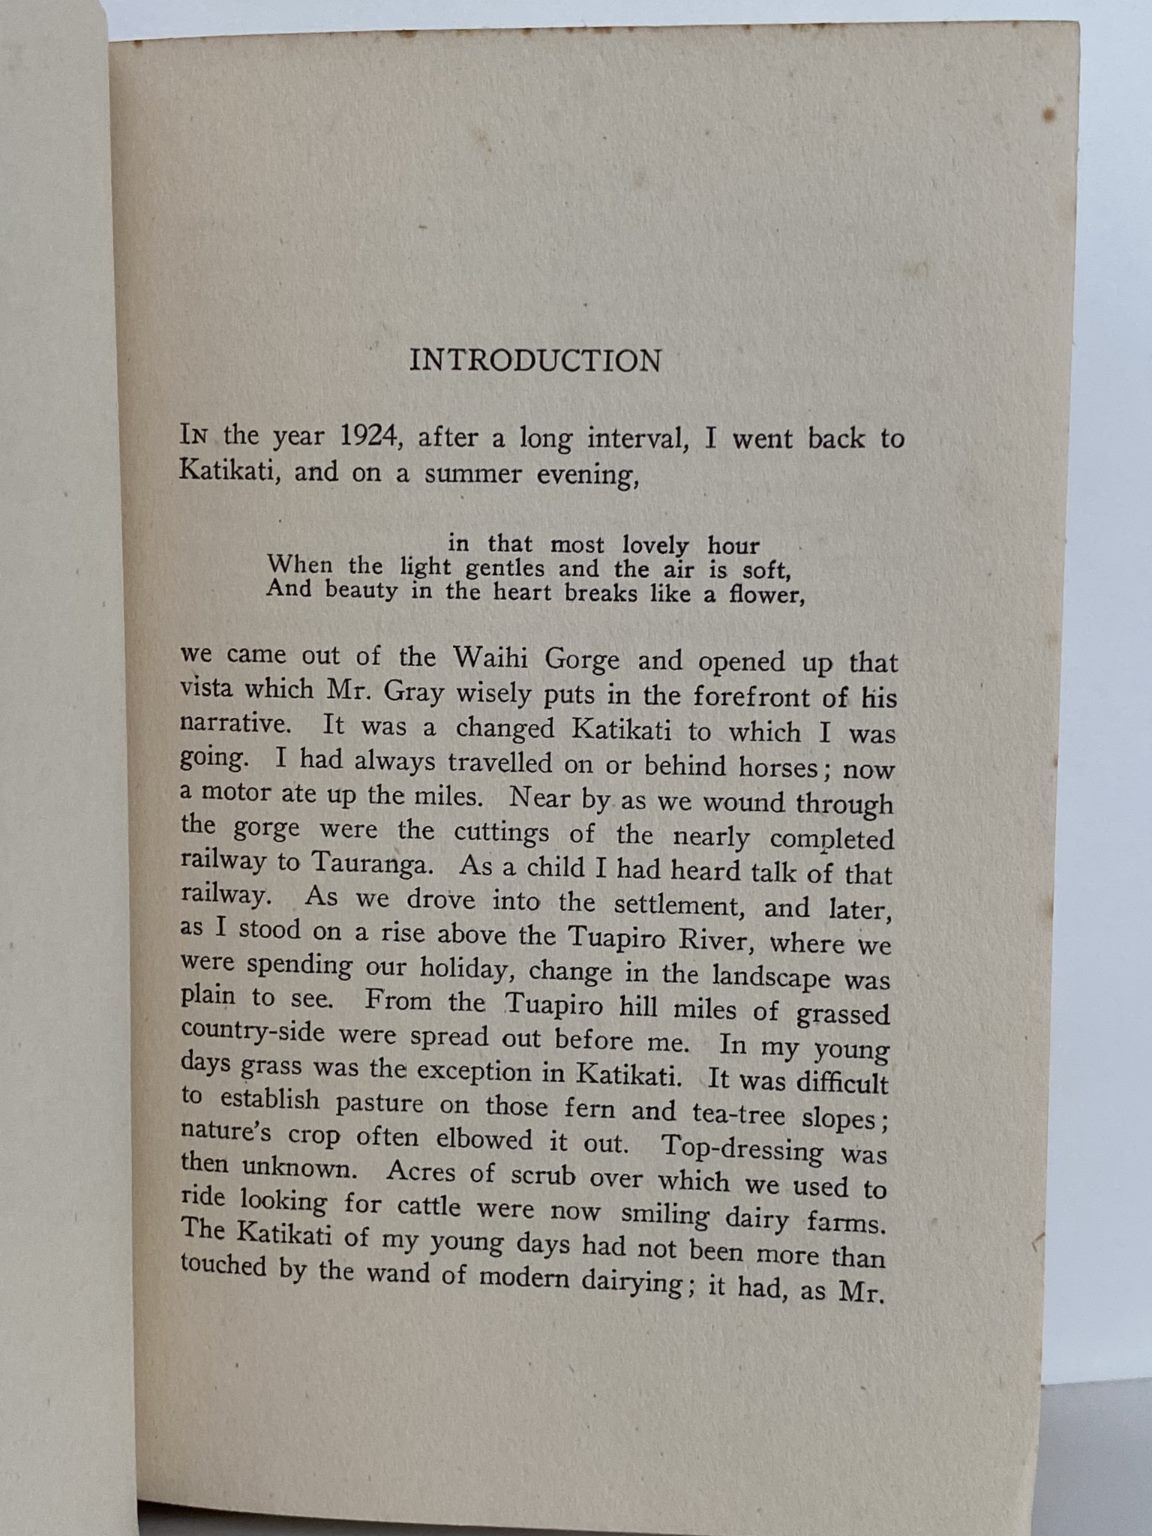 INTRODUCTION
IN the year 1924, after a long interval, I went back to
Katikati, and on a summer evening,
in that most lovely hour
When the light gentles and the air is soft,
And beauty in the heart breaks like a flower,
we came out of the Waihi Gorge and opened up that
vista which Mr. Gray wisely puts in the forefront of his
narrative. It was a changed Katikati to which I was
going. I had always travelled on or behind horses; now
a motor ate up the miles. Near by as we wound through
the gorge were the cuttings of the nearly completed
railway to Tauranga. As a child I had heard talk of that
railway. As we drove into the settlement, and later,
as I stood on a rise above the Tuapiro River, where we
were spending our holiday, change in the landscape was
plain to see. From the Tuapiro hill miles of grassed
country-side were spread out before me. In my young
days grass was the exception in Katikati. It was difficult
to establish pasture on those fern and tea-tree slopes;
nature's crop often elbowed it out. Top-dressing was
then unknown. Acres of scrub over which we used to
ride looking for cattle were now smiling dairy farms.
The Katikati of my young days had not been more than
touched by the wand of modern dairying; it had, as Mr.